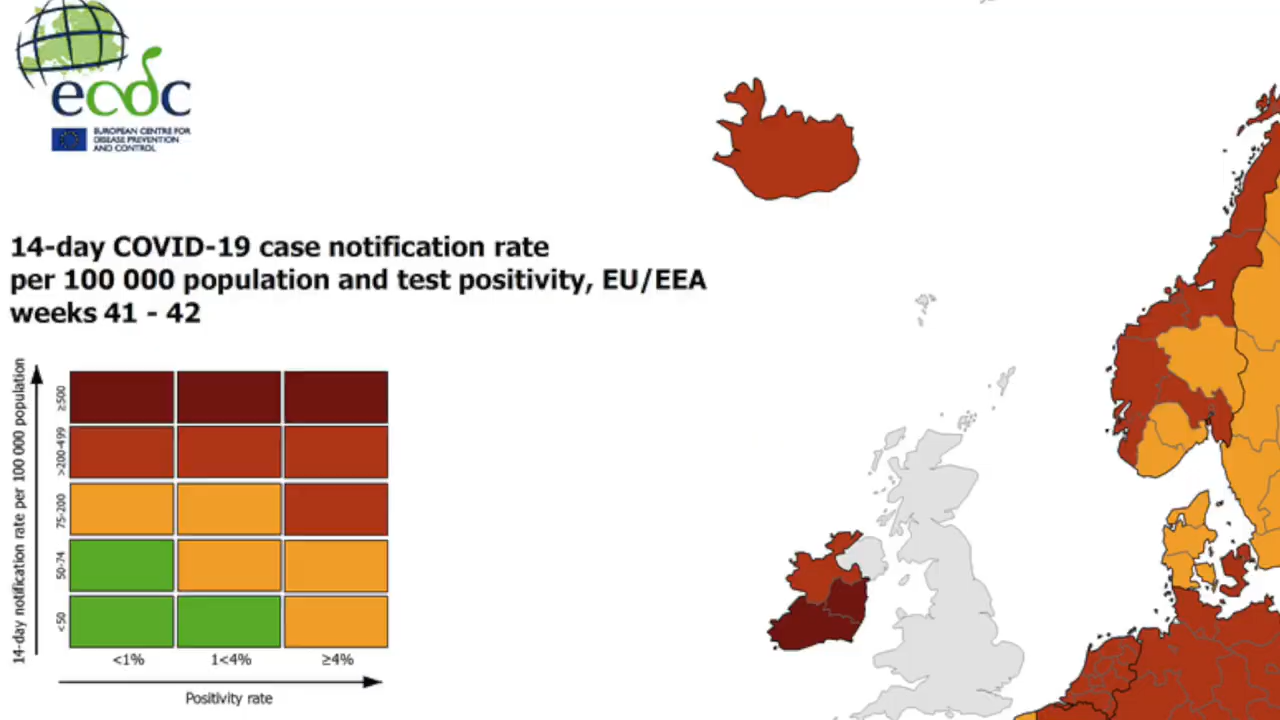 ecdc
EUROPEAN CENTRE FOR
DISEASE PREVENTION
AND CONTROL
14-day COVID-19 case notification rate
per 100 000 population and test positivity, EU/EEA
weeks 41 - 42
14-day notification rate per 100 000 population
≥500
>200-499
75-200
50-74
<50
<1%
1<4%
≥4%
Positivity rate